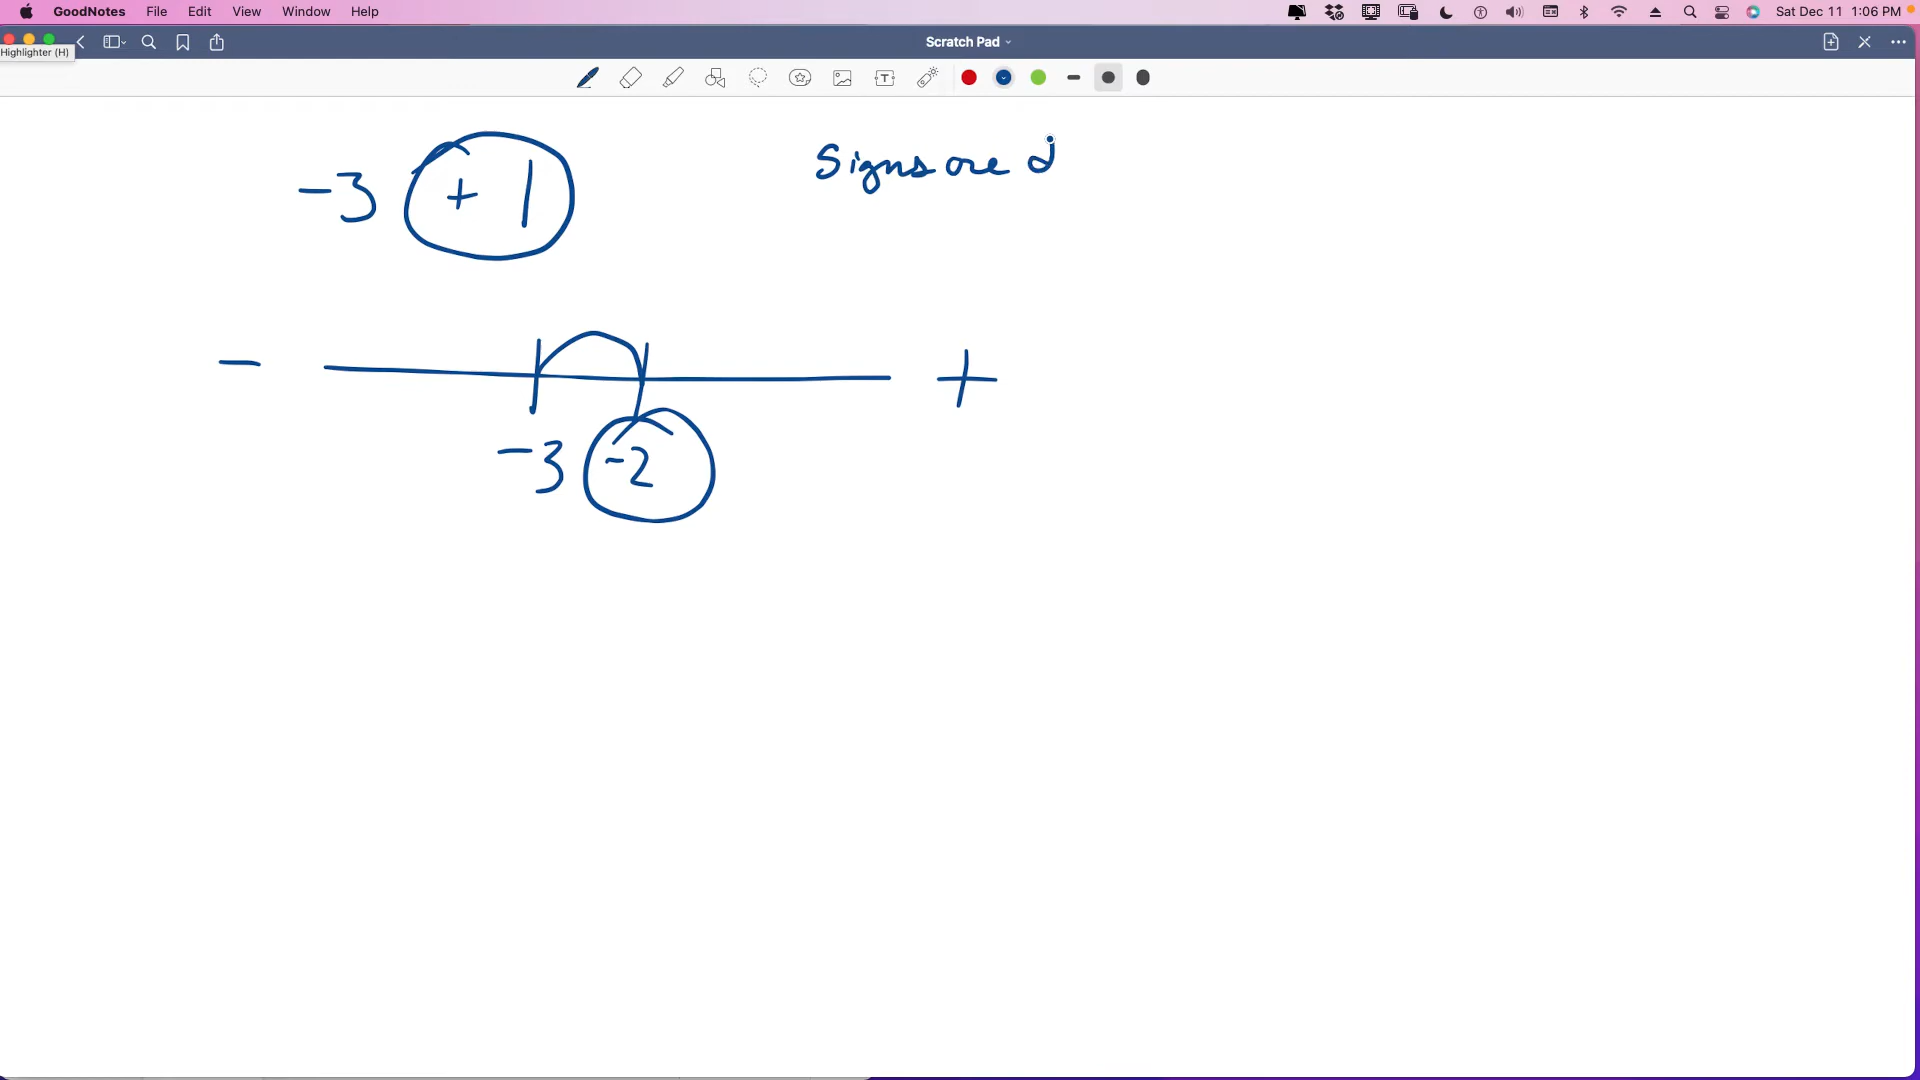 GoodNotes File Edit View Window Help Sat Dec 11 1:06 PM
Scratch Pad
Highlighter (H)
T
-3 + 1 Signs are d
- +
-3 -2